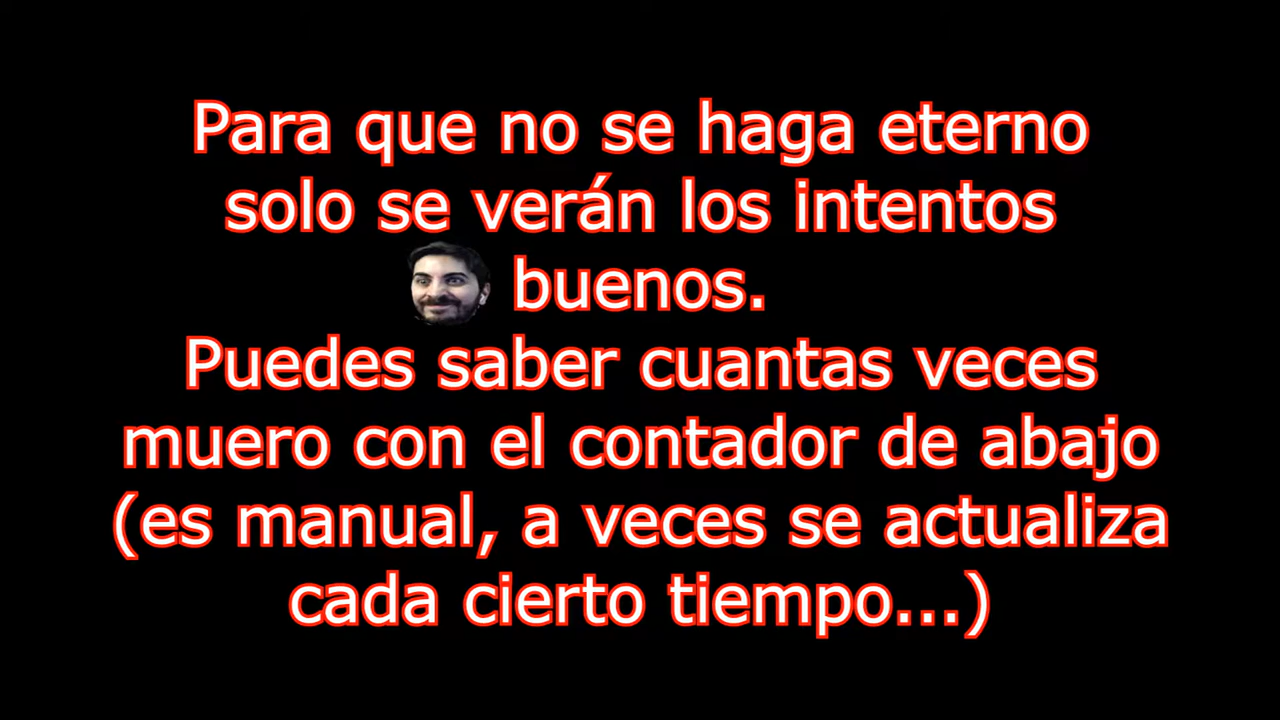 Para que no se haga eterno
solo se verán los intentos
buenos.
Puedes saber cuantas veces
muero con el contador de abajo
(es manual, a veces se actualiza
cada cierto tiempo...)